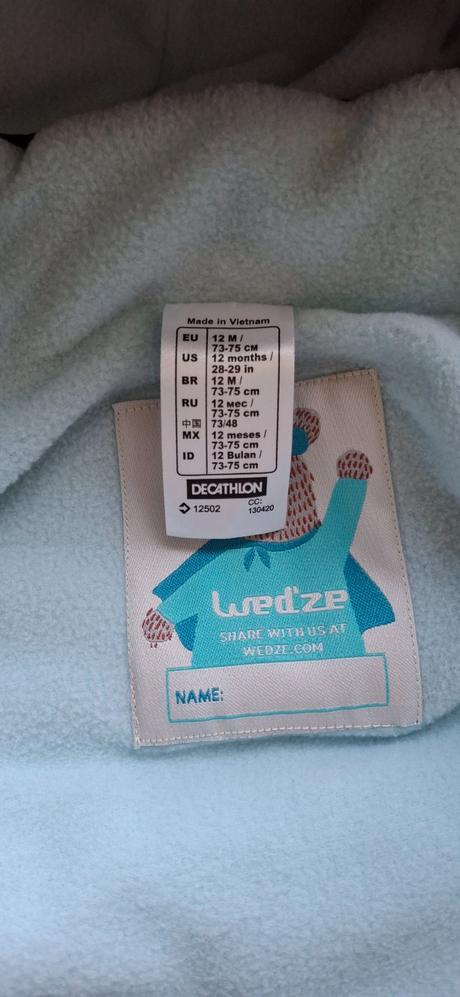 Made in Vietnam
EU 12 M /
73-75 CM
US 12 months /
28-29 in
BR 12 M /
73-75 cm
RU 12 мес /
73-75 cm
中国 73/48
MX 12 meses /
73-75 cm
ID 12 Bulan /
73-75 cm
DECATHLON
12502 CC:
130420
Wed'ze
SHARE WITH US AT
WEDZE.COM
NAME: